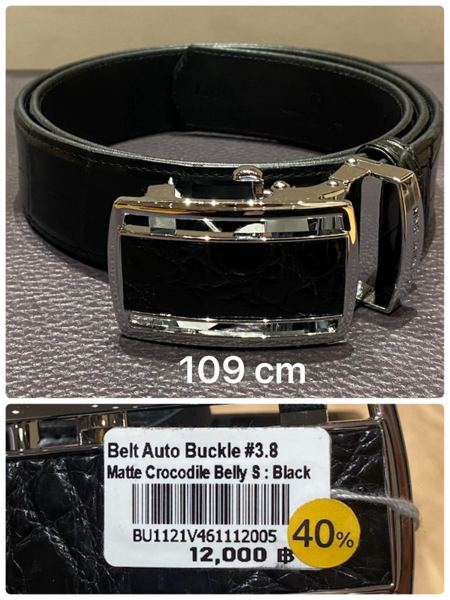 109 cm
Belt Auto Buckle #3.8
Matte Crocodile Belly S : Black
BU1121V461112005
12,000 ฿
40%